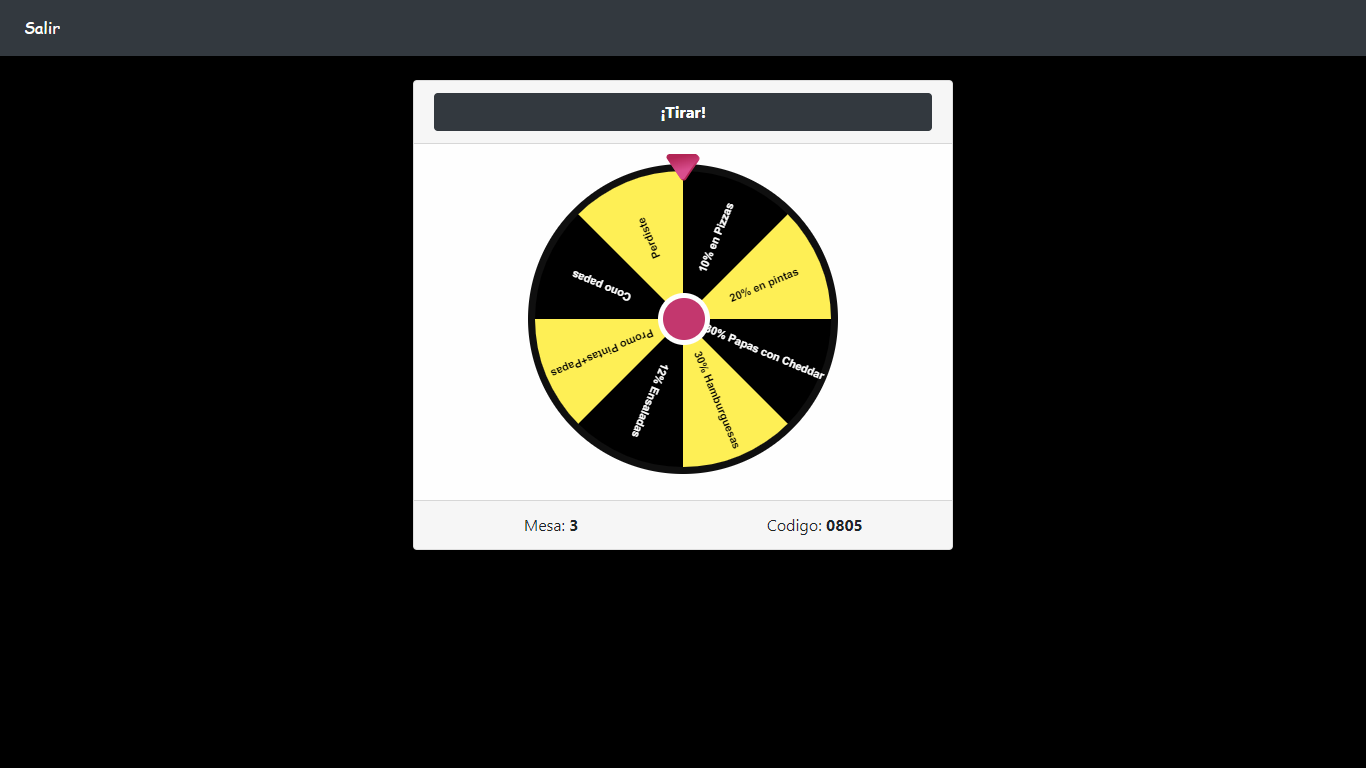 Salir
¡Tirar!
10% en Pizzas
20% en pintas
30% Papas con Cheddar
30% Hamburguesas
12% Ensaladas
Promo Pintas+Papas
Cono papas
Perdiste
Mesa: 3
Codigo: 0805